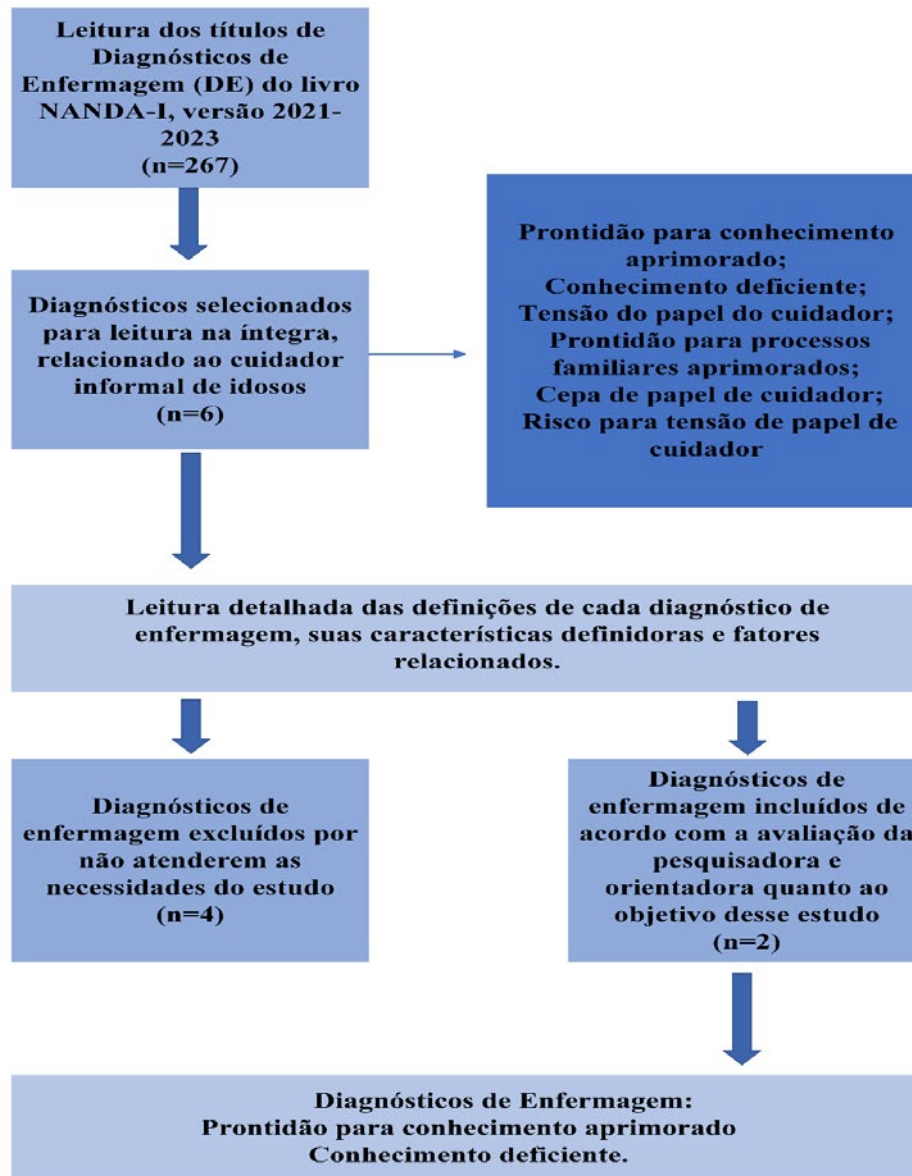 Leitura dos títulos de
Diagnósticos de
Enfermagem (DE) do livro
NANDA-I, versão 2021-
2023
(n=267)
Diagnósticos selecionados
para leitura na íntegra,
relacionado ao cuidador
informal de idosos
(n=6)
Prontidão para conhecimento
aprimorado;
Conhecimento deficiente;
Tensão do papel do cuidador;
Prontidão para processos
familiares aprimorados;
Cepa de papel de cuidador;
Risco para tensão de papel de
cuidador
Leitura detalhada das definições de cada diagnóstico de
enfermagem, suas características definidoras e fatores
relacionados.
Diagnósticos de
enfermagem excluídos por
não atenderem as
necessidades do estudo
(n=4)
Diagnósticos de
enfermagem incluídos de
acordo com a avaliação da
pesquisadora e
orientadora quanto ao
objetivo desse estudo
(n=2)
Diagnósticos de Enfermagem:
Prontidão para conhecimento aprimorado
Conhecimento deficiente.